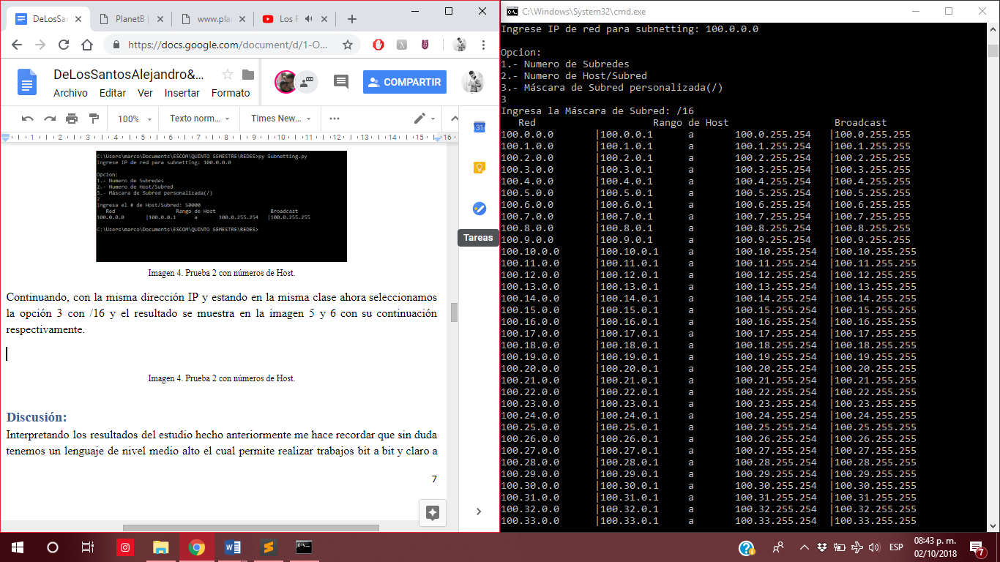 DeLosSan
PlanetB |
www.plan
Los F
https://docs.google.com/document/d/1-O...
DeLosSantosAlejandro&...
Archivo Editar Ver Insertar Formato
COMPARTIR
100% Texto norm... Times New...
1 2 3 4 5 6 7 8 9 10 11 12 13 14 15 16
31
C:\Users\marco\Documents\ESCOM\QUINTO SEMESTRE\REDES>py Subnetting.py
Ingrese IP de red para subnetting: 100.0.0.0
Opcion:
1.- Numero de Subredes
2.- Numero de Host/Subred
3.- Máscara de Subred personalizada(/)
2
Ingresa el # de Host/Subred: 50000
Red Rango de Host Broadcast
100.0.0.0 |100.0.0.1 a 100.0.255.254 |100.0.255.255
C:\Users\marco\Documents\ESCOM\QUINTO SEMESTRE\REDES>
Tareas
Imagen 4. Prueba 2 con números de Host.
Continuando, con la misma dirección IP y estando en la misma clase ahora seleccionamos
la opción 3 con /16 y el resultado se muestra en la imagen 5 y 6 con su continuación
respectivamente.
Imagen 4. Prueba 2 con números de Host.
Discusión:
Interpretando los resultados del estudio hecho anteriormente me hace recordar que sin duda
tenemos un lenguaje de nivel medio alto el cual permite realizar trabajos bit a bit y claro a
7
C:\Windows\System32\cmd.exe
Ingrese IP de red para subnetting: 100.0.0.0
Opcion:
1.- Numero de Subredes
2.- Numero de Host/Subred
3.- Máscara de Subred personalizada(/)
3
Ingresa la Máscara de Subred: /16
Red Rango de Host Broadcast
100.0.0.0 |100.0.0.1 a 100.0.255.254 |100.0.255.255
100.1.0.0 |100.1.0.1 a 100.1.255.254 |100.1.255.255
100.2.0.0 |100.2.0.1 a 100.2.255.254 |100.2.255.255
100.3.0.0 |100.3.0.1 a 100.3.255.254 |100.3.255.255
100.4.0.0 |100.4.0.1 a 100.4.255.254 |100.4.255.255
100.5.0.0 |100.5.0.1 a 100.5.255.254 |100.5.255.255
100.6.0.0 |100.6.0.1 a 100.6.255.254 |100.6.255.255
100.7.0.0 |100.7.0.1 a 100.7.255.254 |100.7.255.255
100.8.0.0 |100.8.0.1 a 100.8.255.254 |100.8.255.255
100.9.0.0 |100.9.0.1 a 100.9.255.254 |100.9.255.255
100.10.0.0 |100.10.0.1 a 100.10.255.254 |100.10.255.255
100.11.0.0 |100.11.0.1 a 100.11.255.254 |100.11.255.255
100.12.0.0 |100.12.0.1 a 100.12.255.254 |100.12.255.255
100.13.0.0 |100.13.0.1 a 100.13.255.254 |100.13.255.255
100.14.0.0 |100.14.0.1 a 100.14.255.254 |100.14.255.255
100.15.0.0 |100.15.0.1 a 100.15.255.254 |100.15.255.255
100.16.0.0 |100.16.0.1 a 100.16.255.254 |100.16.255.255
100.17.0.0 |100.17.0.1 a 100.17.255.254 |100.17.255.255
100.18.0.0 |100.18.0.1 a 100.18.255.254 |100.18.255.255
100.19.0.0 |100.19.0.1 a 100.19.255.254 |100.19.255.255
100.20.0.0 |100.20.0.1 a 100.20.255.254 |100.20.255.255
100.21.0.0 |100.21.0.1 a 100.21.255.254 |100.21.255.255
100.22.0.0 |100.22.0.1 a 100.22.255.254 |100.22.255.255
100.23.0.0 |100.23.0.1 a 100.23.255.254 |100.23.255.255
100.24.0.0 |100.24.0.1 a 100.24.255.254 |100.24.255.255
100.25.0.0 |100.25.0.1 a 100.25.255.254 |100.25.255.255
100.26.0.0 |100.26.0.1 a 100.26.255.254 |100.26.255.255
100.27.0.0 |100.27.0.1 a 100.27.255.254 |100.27.255.255
100.28.0.0 |100.28.0.1 a 100.28.255.254 |100.28.255.255
100.29.0.0 |100.29.0.1 a 100.29.255.254 |100.29.255.255
100.30.0.0 |100.30.0.1 a 100.30.255.254 |100.30.255.255
100.31.0.0 |100.31.0.1 a 100.31.255.254 |100.31.255.255
100.32.0.0 |100.32.0.1 a 100.32.255.254 |100.32.255.255
100.33.0.0 |100.33.0.1 a 100.33.255.254 |100.33.255.255
ESP
08:43 p. m.
02/10/2018
7